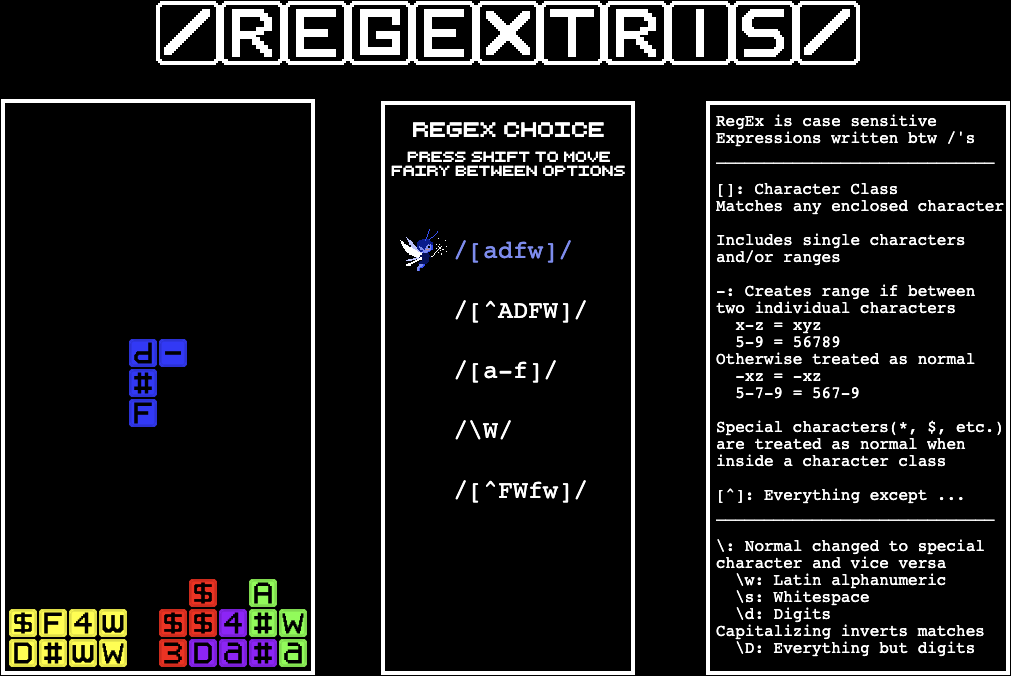 /REGEXTRIS/
REGEX CHOICE
PRESS SHIFT TO MOVE
FAIRY BETWEEN OPTIONS
/[adfw]/
/[^ADFW]/
/[a-f]/
/\W/
/[^FWfw]/
d-
#
F
$ A
$F4w $$4#W
D#wW 3Da#a
RegEx is case sensitive
Expressions written btw /'s
[]: Character Class
Matches any enclosed character
Includes single characters
and/or ranges
-: Creates range if between
two individual characters
x-z = xyz
5-9 = 56789
Otherwise treated as normal
-xz = -xz
5-7-9 = 567-9
Special characters(*, $, etc.)
are treated as normal when
inside a character class
[^]: Everything except ...
\: Normal changed to special
character and vice versa
\w: Latin alphanumeric
\s: Whitespace
\d: Digits
Capitalizing inverts matches
\D: Everything but digits